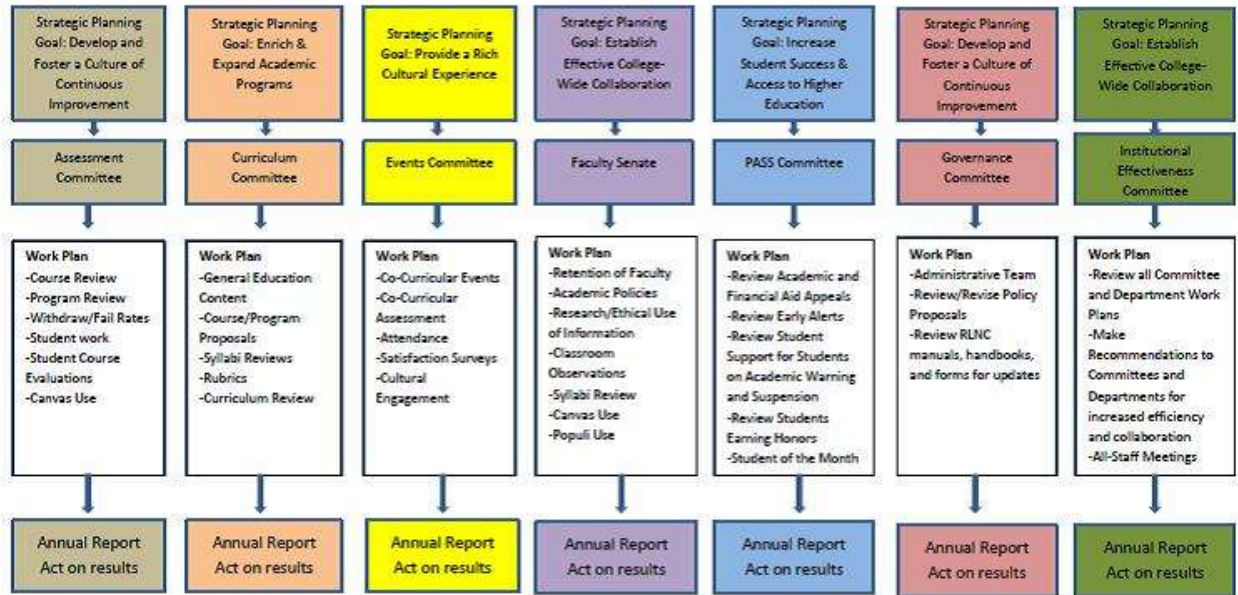 Strategic Planning
Goal: Develop and
Foster a Culture of
Continuous
Improvement
Assessment
Committee
Work Plan
-Course Review
-Program Review
-Withdraw/Fail Rates
-Student work
-Student Course
Evaluations
-Canvas Use
Annual Report
Act on results
Strategic Planning
Goal: Enrich &
Expand Academic
Programs
Curriculum
Committee
Work Plan
-General Education
Content
-Course/Program
Proposals
-Syllabi Reviews
-Rubrics
-Curriculum Review
Annual Report
Act on results
Strategic Planning
Goal: Provide a Rich
Cultural Experience
Events Committee
Work Plan
-Co-Curricular Events
-Co-Curricular
Assessment
-Attendance
-Satisfaction Surveys
-Cultural
Engagement
Annual Report
Act on results
Strategic Planning
Goal: Establish
Effective College-
Wide Collaboration
Faculty Senate
Work Plan
-Retention of Faculty
-Academic Policies
-Research/Ethical Use
of Information
-Classroom
Observations
-Syllabi Review
-Canvas Use
-Populi Use
Annual Report
Act on results
Strategic Planning
Goal: Increase
Student Success &
Access to Higher
Education
PASS Committee
Work Plan
-Review Academic and
Financial Aid Appeals
-Review Early Alerts
-Review Student
Support for Students
on Academic Warning
and Suspension
-Review Students
Earning Honors
-Student of the Month
Annual Report
Act on results
Strategic Planning
Goal: Develop and
Foster a Culture of
Continuous
Improvement
Governance
Committee
Work Plan
-Administrative Team
-Review/Revise Policy
Proposals
-Review RLNC
manuals, handbooks,
and forms for updates
Annual Report
Act on results
Strategic Planning
Goal: Establish
Effective College-
Wide Collaboration
Institutional
Effectiveness
Committee
Work Plan
-Review all Committee
and Department Work
Plans
-Make
Recommendations to
Committees and
Departments for
increased efficiency
and collaboration
-All-Staff Meetings
Annual Report
Act on results